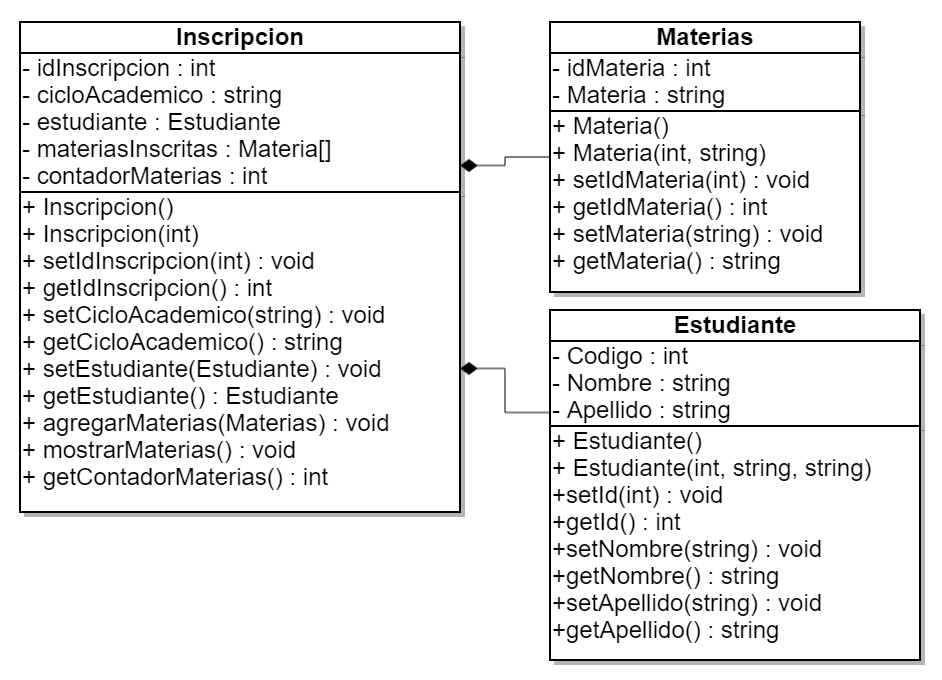 Inscripcion
- idInscripcion : int
- cicloAcademico : string
- estudiante : Estudiante
- materiasInscritas : Materia[]
- contadorMaterias : int
+ Inscripcion()
+ Inscripcion(int)
+ setIdInscripcion(int) : void
+ getIdInscripcion() : int
+ setCicloAcademico(string) : void
+ getCicloAcademico() : string
+ setEstudiante(Estudiante) : void
+ getEstudiante() : Estudiante
+ agregarMaterias(Materias) : void
+ mostrarMaterias() : void
+ getContadorMaterias() : int
Materias
- idMateria : int
- Materia : string
+ Materia()
+ Materia(int, string)
+ setIdMateria(int) : void
+ getIdMateria() : int
+ setMateria(string) : void
+ getMateria() : string
Estudiante
- Codigo : int
- Nombre : string
- Apellido : string
+ Estudiante()
+ Estudiante(int, string, string)
+setId(int) : void
+getId() : int
+setNombre(string) : void
+getNombre() : string
+setApellido(string) : void
+getApellido() : string